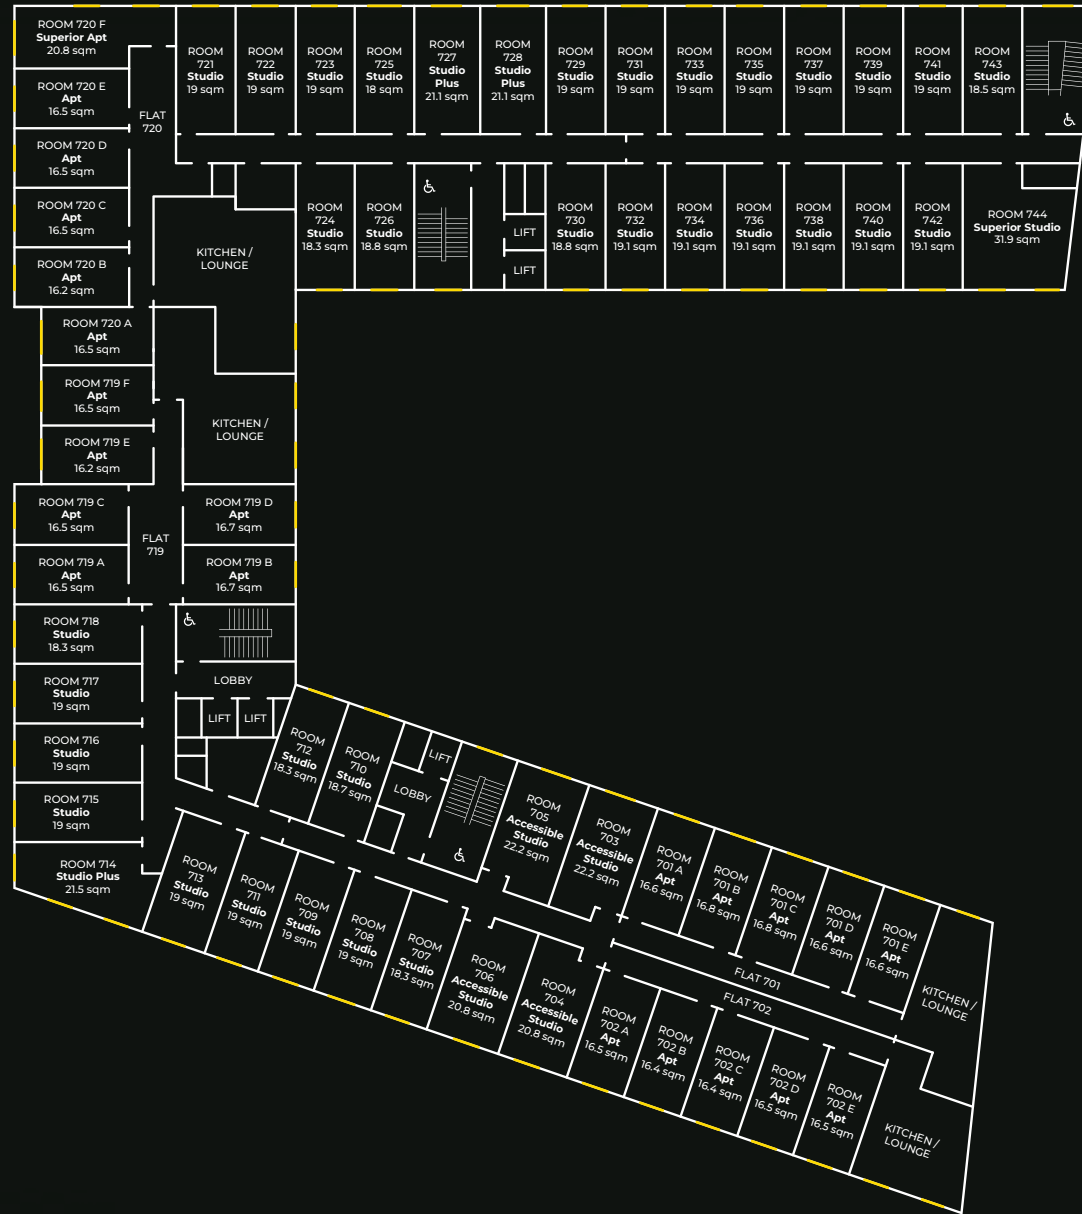 ROOM 720 F
Superior Apt
20.8 sqm
ROOM 720 E
Apt
16.5 sqm
ROOM 720 D
Apt
16.5 sqm
ROOM 720 C
Apt
16.5 sqm
ROOM 720 B
Apt
16.2 sqm
FLAT
720
ROOM
721
Studio
19 sqm
ROOM
722
Studio
19 sqm
ROOM
723
Studio
19 sqm
ROOM
725
Studio
18 sqm
ROOM
727
Studio
Plus
21.1 sqm
ROOM
728
Studio
Plus
21.1 sqm
ROOM
729
Studio
19 sqm
ROOM
731
Studio
19 sqm
ROOM
733
Studio
19 sqm
ROOM
735
Studio
19 sqm
ROOM
737
Studio
19 sqm
ROOM
739
Studio
19 sqm
ROOM
741
Studio
19 sqm
ROOM
743
Studio
18.5 sqm
KITCHEN /
LOUNGE
ROOM
724
Studio
18.3 sqm
ROOM
726
Studio
18.8 sqm
LIFT
LIFT
ROOM
730
Studio
18.8 sqm
ROOM
732
Studio
19.1 sqm
ROOM
734
Studio
19.1 sqm
ROOM
736
Studio
19.1 sqm
ROOM
738
Studio
19.1 sqm
ROOM
740
Studio
19.1 sqm
ROOM
742
Studio
19.1 sqm
ROOM 744
Superior Studio
31.9 sqm
ROOM 720 A
Apt
16.5 sqm
ROOM 719 F
Apt
16.5 sqm
ROOM 719 E
Apt
16.2 sqm
KITCHEN /
LOUNGE
ROOM 719 C
Apt
16.5 sqm
ROOM 719 D
Apt
16.7 sqm
FLAT
719
ROOM 719 A
Apt
16.5 sqm
ROOM 719 B
Apt
16.7 sqm
ROOM 718
Studio
18.3 sqm
ROOM 717
Studio
19 sqm
ROOM 716
Studio
19 sqm
ROOM 715
Studio
19 sqm
ROOM 714
Studio Plus
21.5 sqm
LOBBY
LIFT
LIFT
ROOM
712
Studio
18.3 sqm
ROOM
710
Studio
18.7 sqm
LIFT
LOBBY
ROOM
705
Accessible
Studio
22.2 sqm
ROOM
703
Accessible
Studio
22.2 sqm
ROOM
701 A
Apt
16.6 sqm
ROOM
701 B
Apt
16.8 sqm
ROOM
701 C
Apt
16.8 sqm
ROOM
701 D
Apt
16.6 sqm
ROOM
701 E
Apt
16.6 sqm
KITCHEN /
LOUNGE
ROOM
713
Studio
19 sqm
ROOM
711
Studio
19 sqm
ROOM
709
Studio
19 sqm
ROOM
708
Studio
19 sqm
ROOM
707
Studio
18.3 sqm
ROOM
706
Accessible
Studio
20.8 sqm
ROOM
704
Accessible
Studio
20.8 sqm
FLAT 701
FLAT 702
ROOM
702 A
Apt
16.5 sqm
ROOM
702 B
Apt
16.4 sqm
ROOM
702 C
Apt
16.4 sqm
ROOM
702 D
Apt
16.5 sqm
ROOM
702 E
Apt
16.5 sqm
KITCHEN /
LOUNGE